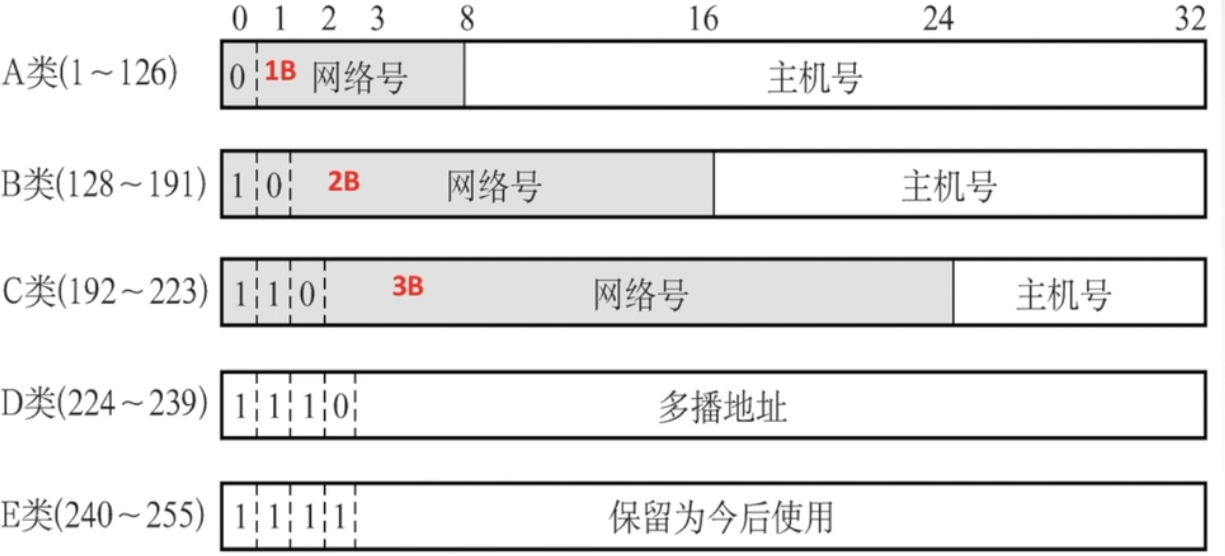 0 1 2 3 8 16 24 32
A类(1～126) 0 1B 网络号 主机号
B类(128～191) 1 0 2B 网络号 主机号
C类(192～223) 1 1 0 3B 网络号 主机号
D类(224～239) 1 1 1 0 多播地址
E类(240～255) 1 1 1 1 保留为今后使用